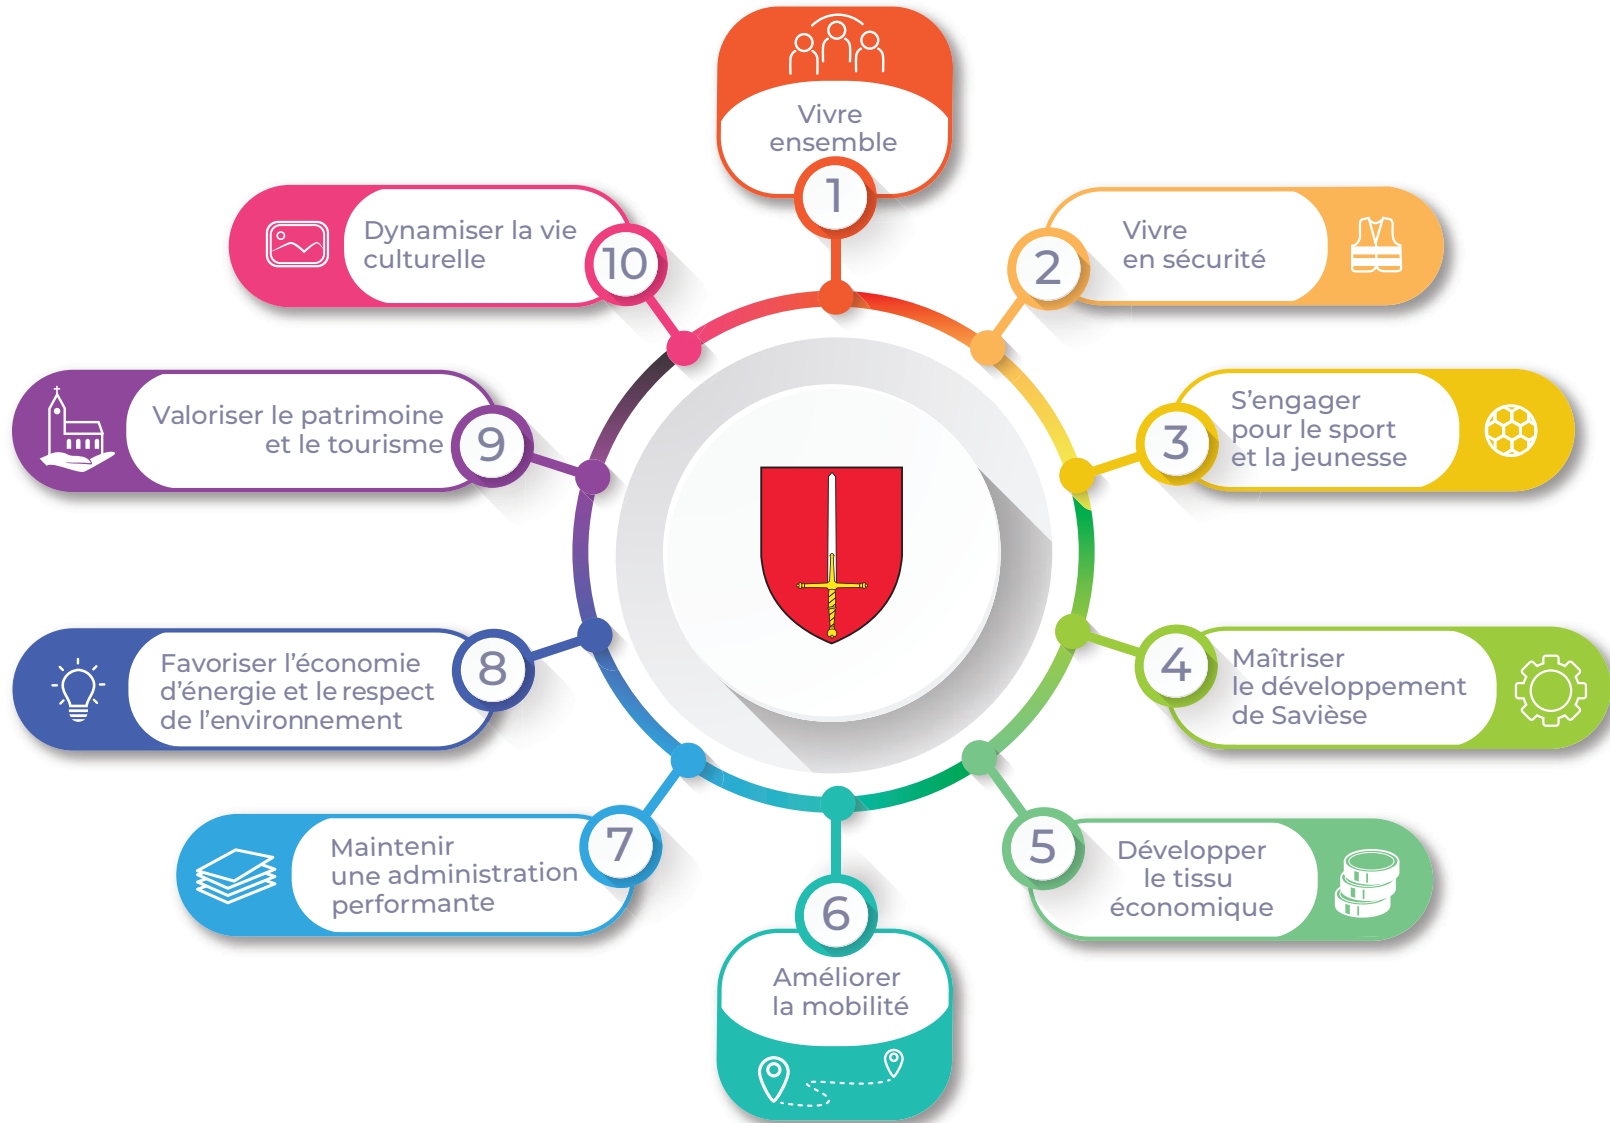 Vivre
ensemble
1
2
Vivre
en sécurité
3
S’engager
pour le sport
et la jeunesse
4
Maîtriser
le développement
de Savièse
5
Développer
le tissu
économique
6
Améliorer
la mobilité
7
Maintenir
une administration
performante
8
Favoriser l’économie
d’énergie et le respect
de l’environnement
9
Valoriser le patrimoine
et le tourisme
10
Dynamiser la vie
culturelle